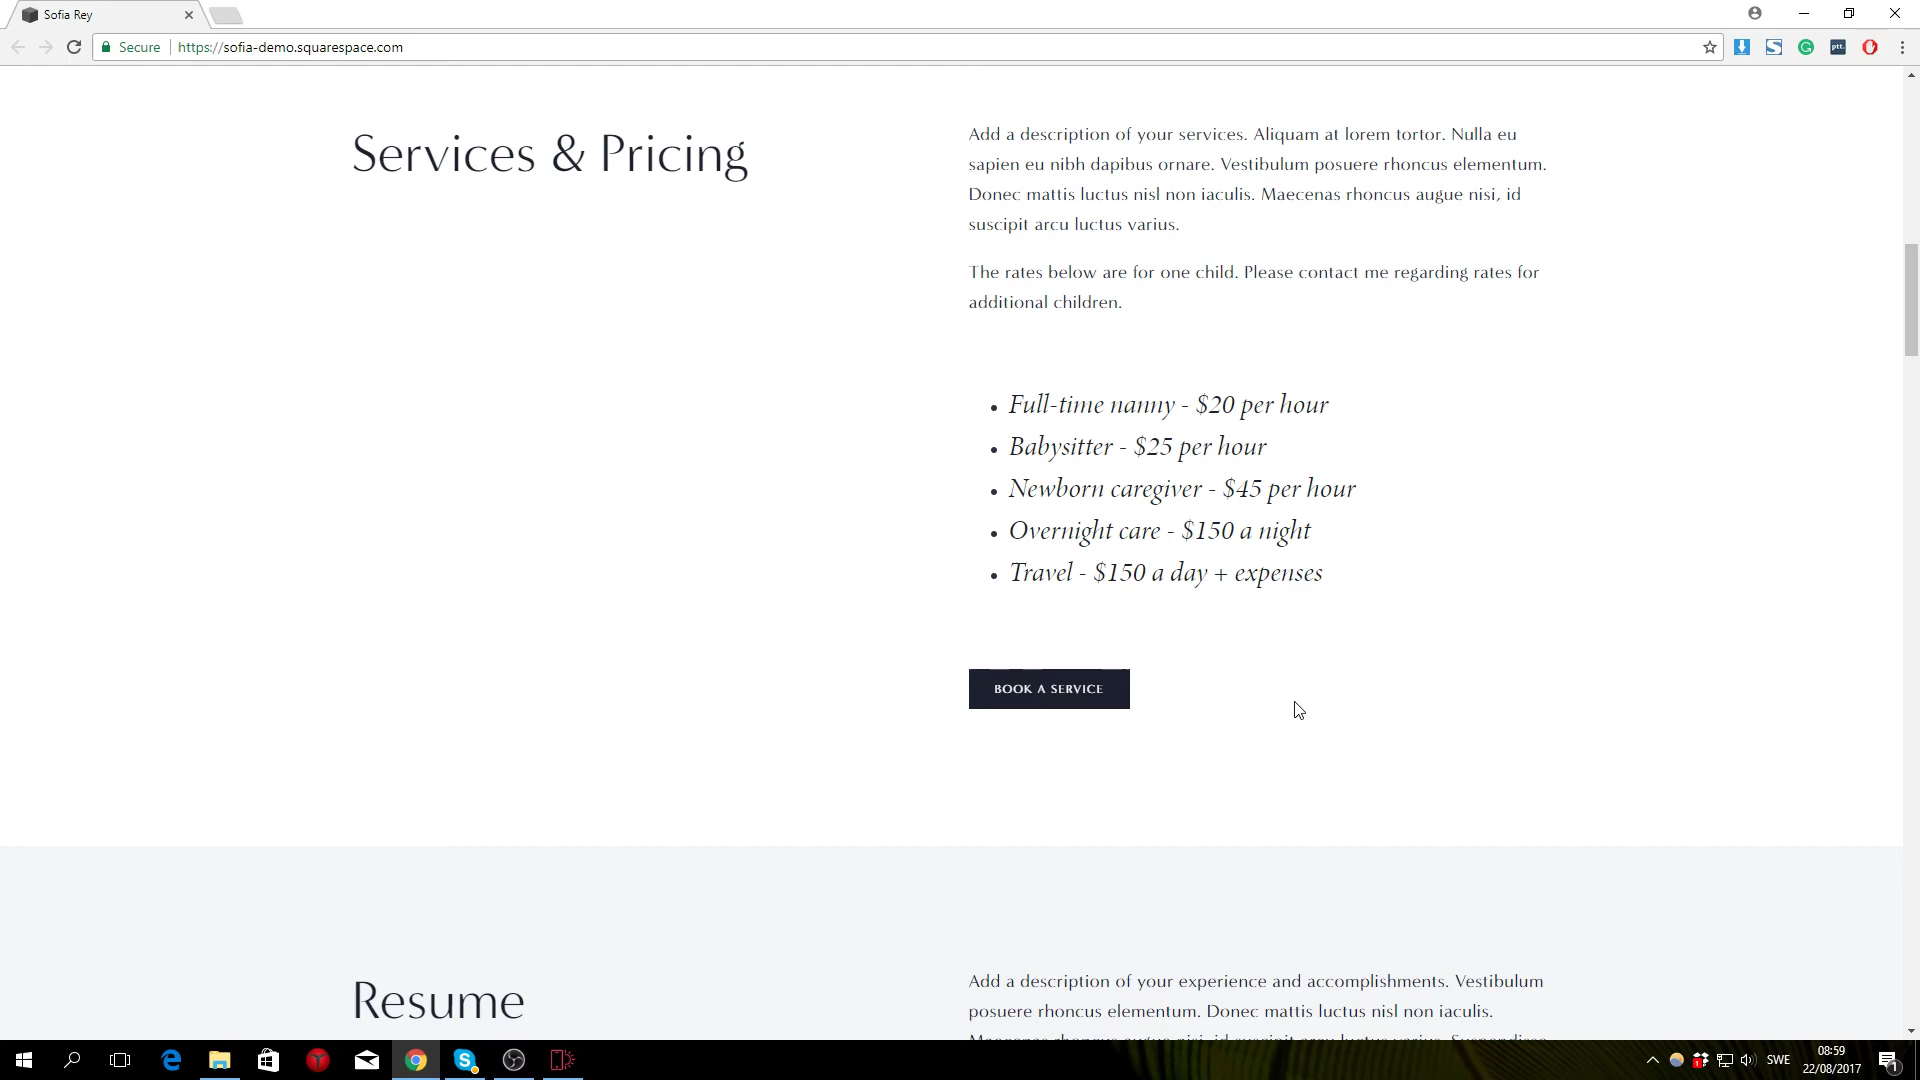 Sofia Rey
Secure
https://sofia-demo.squarespace.com
ptt.
Services & Pricing
Add a description of your services. Aliquam at lorem tortor. Nulla eu
sapien eu nibh dapibus ornare. Vestibulum posuere rhoncus elementum.
Donec mattis luctus nisl non iaculis. Maecenas rhoncus augue nisi, id
suscipit arcu luctus varius.
The rates below are for one child. Please contact me regarding rates for
additional children.
• Full-time nanny - $20 per hour
• Babysitter - $25 per hour
• Newborn caregiver - $45 per hour
• Overnight care - $150 a night
• Travel - $150 a day + expenses
BOOK A SERVICE
Resume
Add a description of your experience and accomplishments. Vestibulum
posuere rhoncus elementum. Donec mattis luctus nisl non iaculis.
SWE
08:59
22/08/2017
1